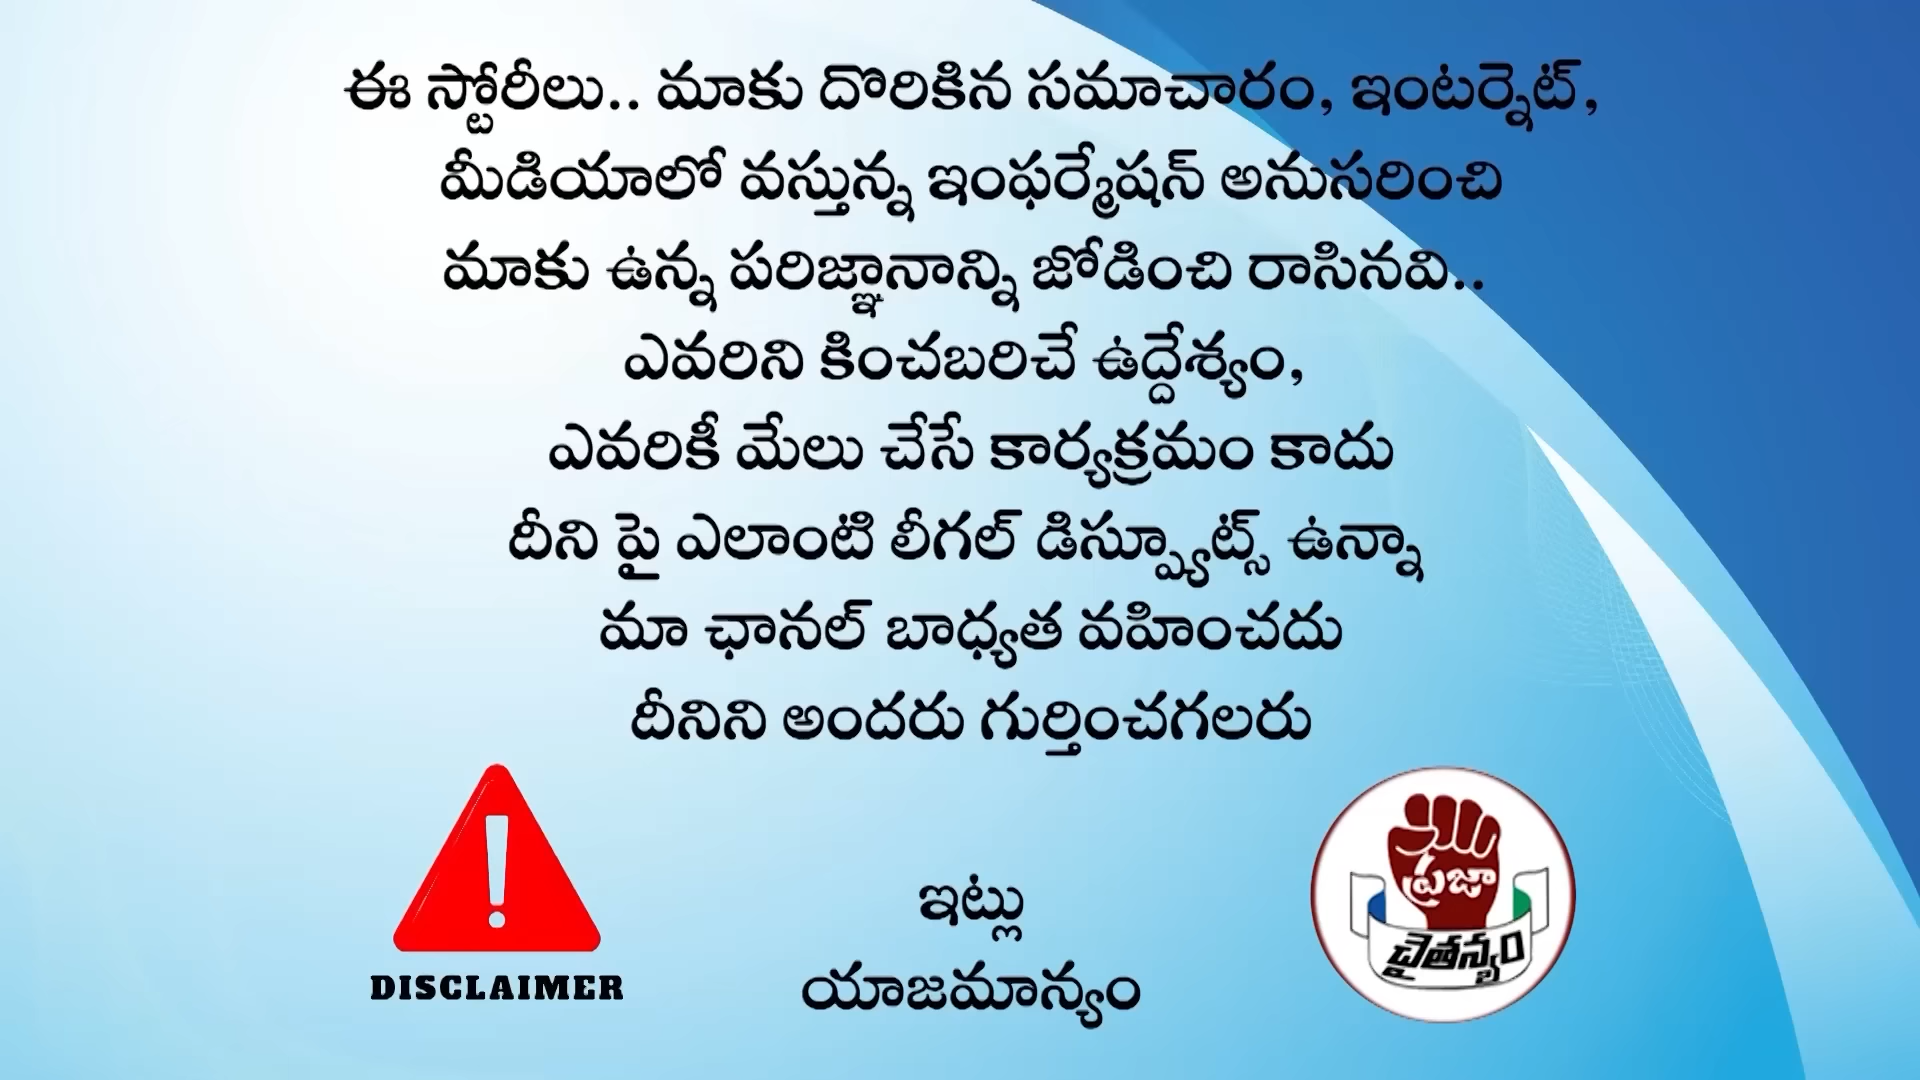 ఈ స్టోరీలు.. మాకు దొరికిన సమాచారం, ఇంటర్నెట్,
మీడియాలో వస్తున్న ఇంఫర్మేషన్ అనుసరించి
మాకు ఉన్న పరిజ్ఞానాన్ని జోడించి రాసినవి..
ఎవరిని కించబరిచే ఉద్దేశ్యం,
ఎవరికీ మేలు చేసే కార్యక్రమం కాదు
దీని పై ఎలాంటి లీగల్ డిస్ప్యూట్స్ ఉన్నా
మా ఛానల్ బాధ్యత వహించదు
దీనిని అందరు గుర్తించగలరు
DISCLAIMER
ఇట్లు
యాజమాన్యం
ప్రజా
చైతన్యం